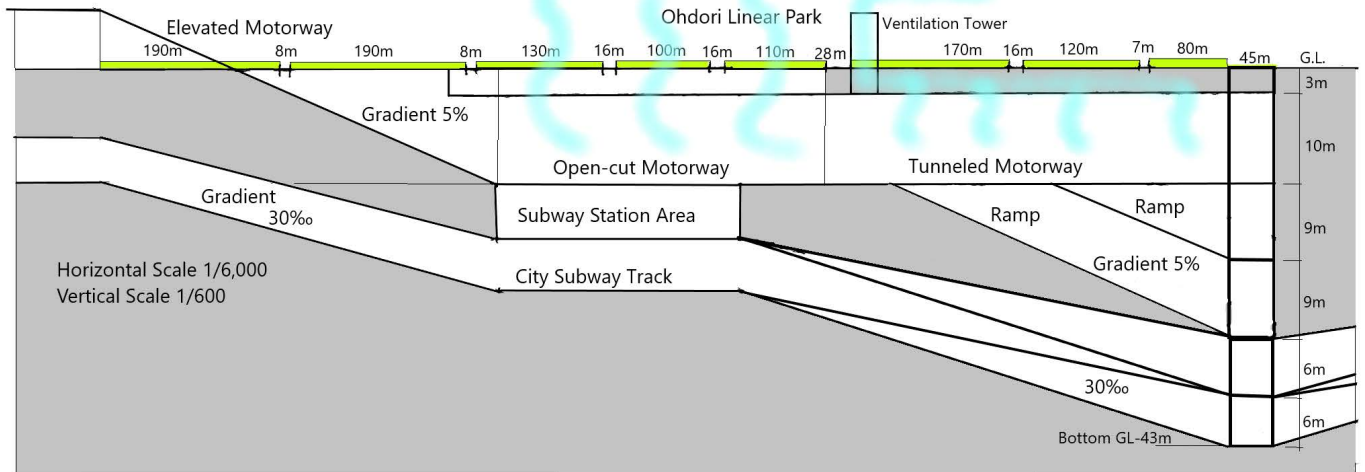 Ohdori Linear Park
Elevated Motorway
Ventilation Tower
190m
8m
190m
8m
130m
16m
100m
16m
110m
28m
170m
16m
120m
7m
80m
45m
G.L.
3m
Gradient 5%
10m
Open-cut Motorway
Tunneled Motorway
Gradient
30‰
Subway Station Area
Ramp
Ramp
9m
Gradient 5%
Horizontal Scale 1/6,000
Vertical Scale 1/600
City Subway Track
9m
30‰
6m
6m
Bottom GL-43m